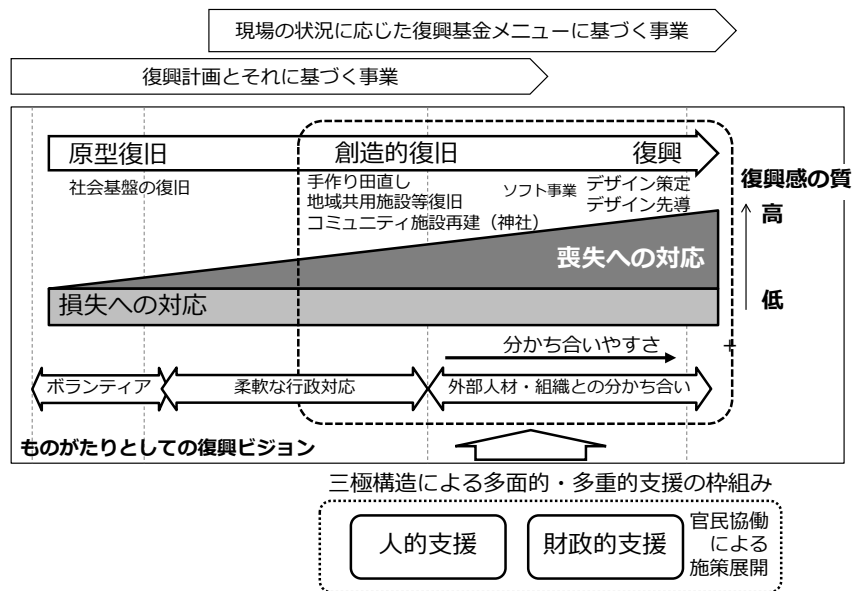 現場の状況に応じた復興基金メニューに基づく事業
復興計画とそれに基づく事業
原型復旧
創造的復旧
復興
社会基盤の復旧
手作り田直し
地域共用施設等復旧
コミュニティ施設再建（神社）
ソフト事業
デザイン策定
デザイン先導
復興感の質
高
低
喪失への対応
損失への対応
分かち合いやすさ
ボランティア
柔軟な行政対応
外部人材・組織との分かち合い
ものがたりとしての復興ビジョン
三極構造による多面的・多重的支援の枠組み
人的支援
財政的支援
官民協働
による
施策展開